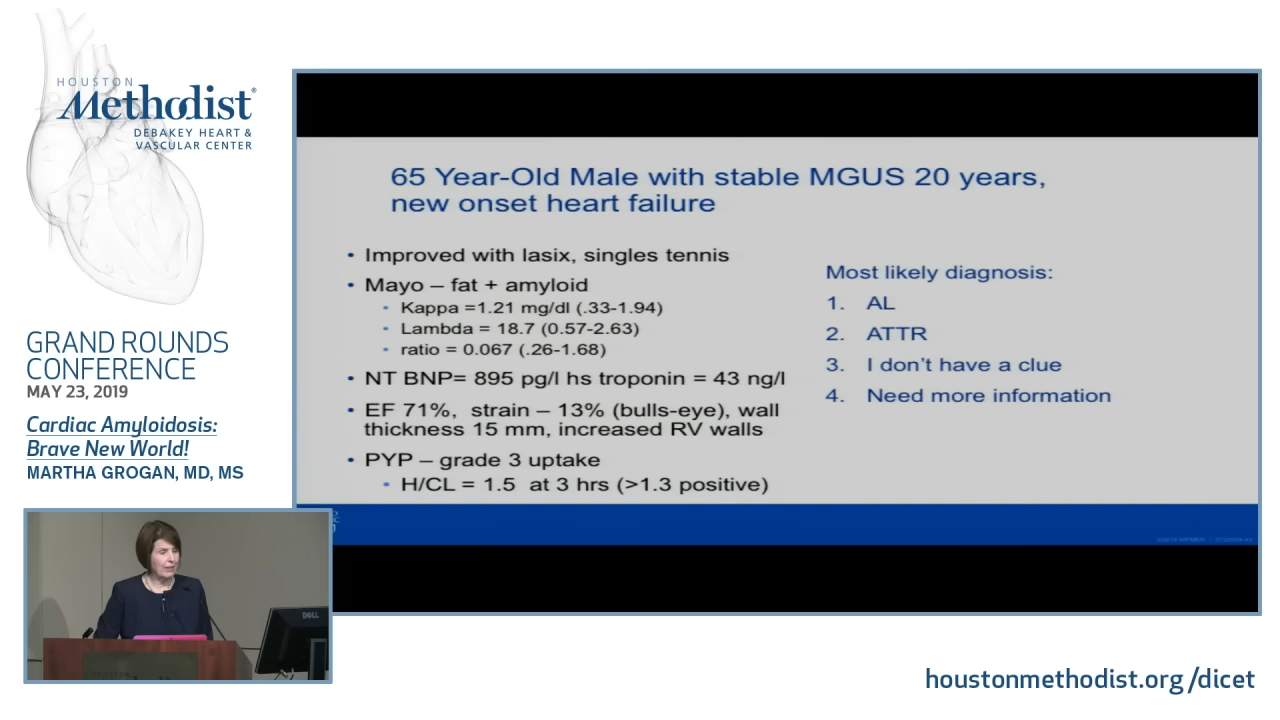 HOUSTON
Methodist®
DEBAKEY HEART &
VASCULAR CENTER
GRAND ROUNDS
CONFERENCE
MAY 23, 2019
Cardiac Amyloidosis:
Brave New World!
MARTHA GROGAN, MD, MS
65 Year-Old Male with stable MGUS 20 years,
new onset heart failure
• Improved with lasix, singles tennis
• Mayo – fat + amyloid
• Kappa =1.21 mg/dl (.33-1.94)
• Lambda = 18.7 (0.57-2.63)
• ratio = 0.067 (.26-1.68)
• NT BNP= 895 pg/l hs troponin = 43 ng/l
• EF 71%, strain – 13% (bulls-eye), wall
thickness 15 mm, increased RV walls
• PYP – grade 3 uptake
• H/CL = 1.5 at 3 hrs (>1.3 positive)
Most likely diagnosis:
1. AL
2. ATTR
3. I don't have a clue
4. Need more information
DELL
houstonmethodist.org/dicet